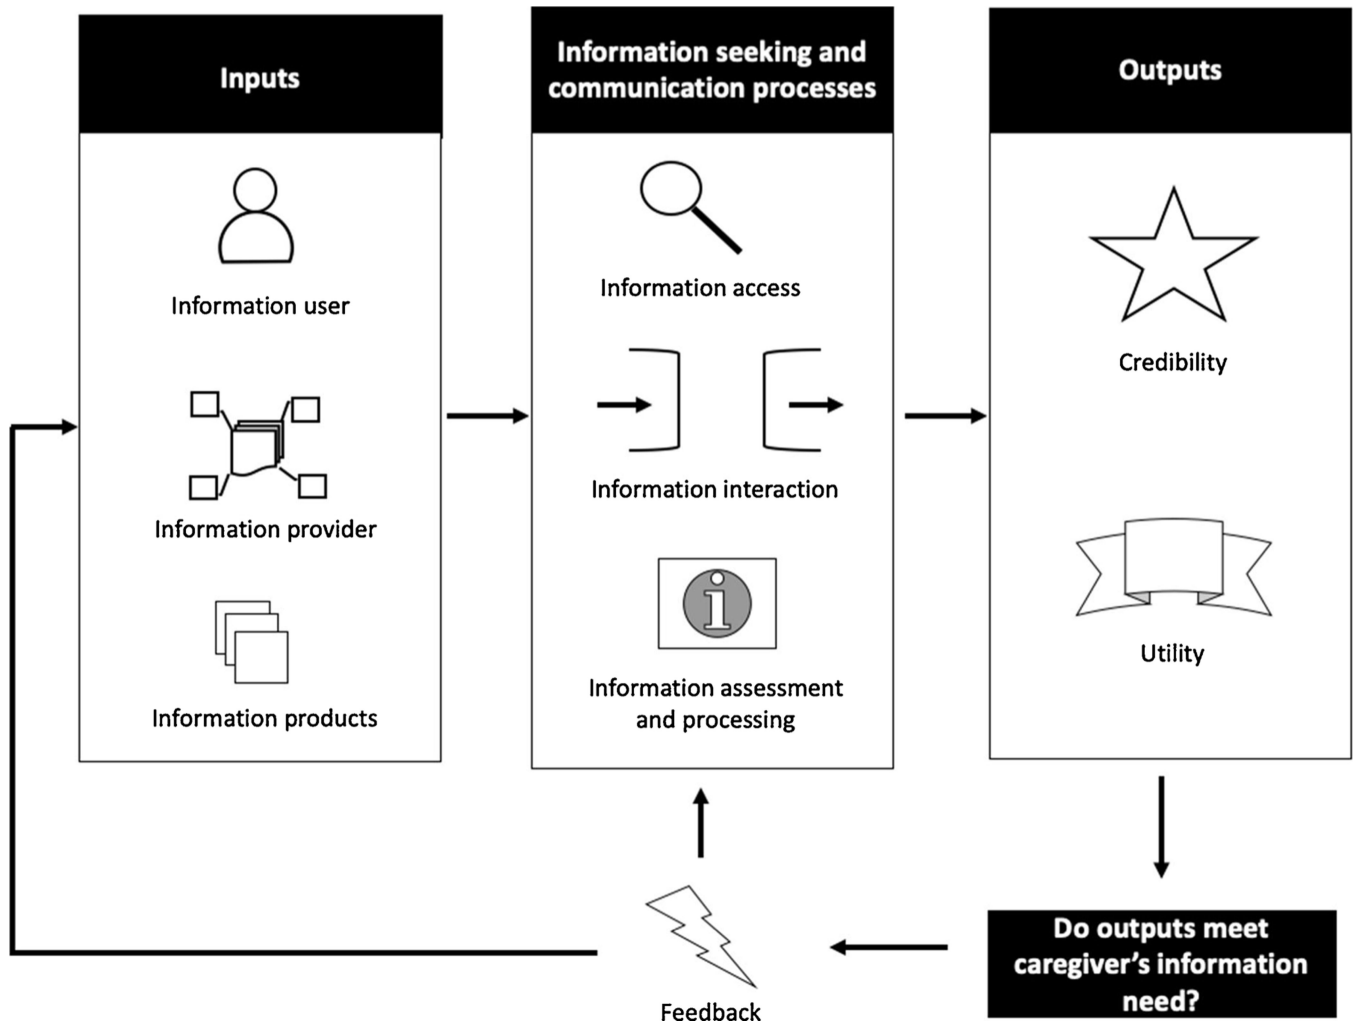 Inputs
Information user
Information provider
Information products
Information seeking and
communication processes
Information access
Information interaction
i
Information assessment
and processing
Outputs
Credibility
Utility
Do outputs meet
caregiver's information
need?
Feedback